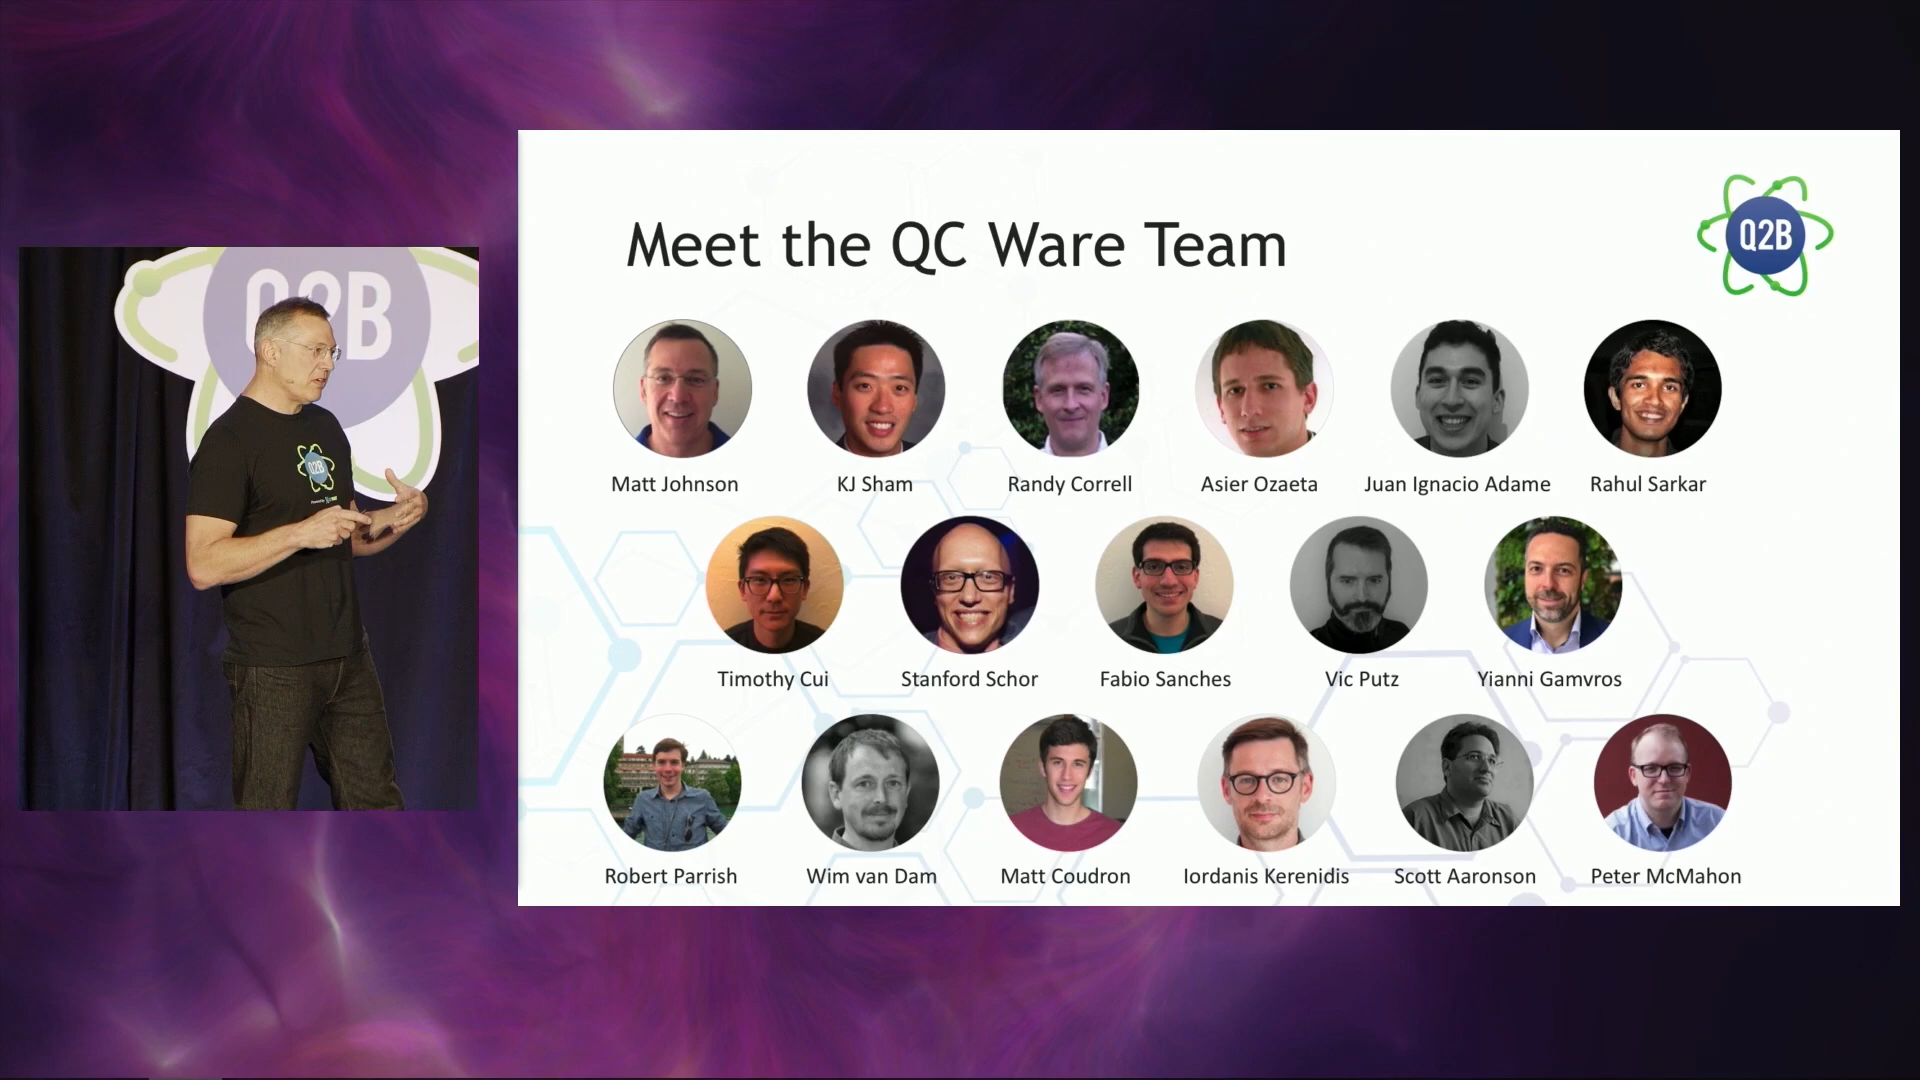 Meet the QC Ware Team
Q2B
Q2B
Q2B
Matt Johnson
KJ Sham
Randy Correll
Asier Ozaeta
Juan Ignacio Adame
Rahul Sarkar
Timothy Cui
Stanford Schor
Fabio Sanches
Vic Putz
Yianni Gamvros
Robert Parrish
Wim van Dam
Matt Coudron
Iordanis Kerenidis
Scott Aaronson
Peter McMahon